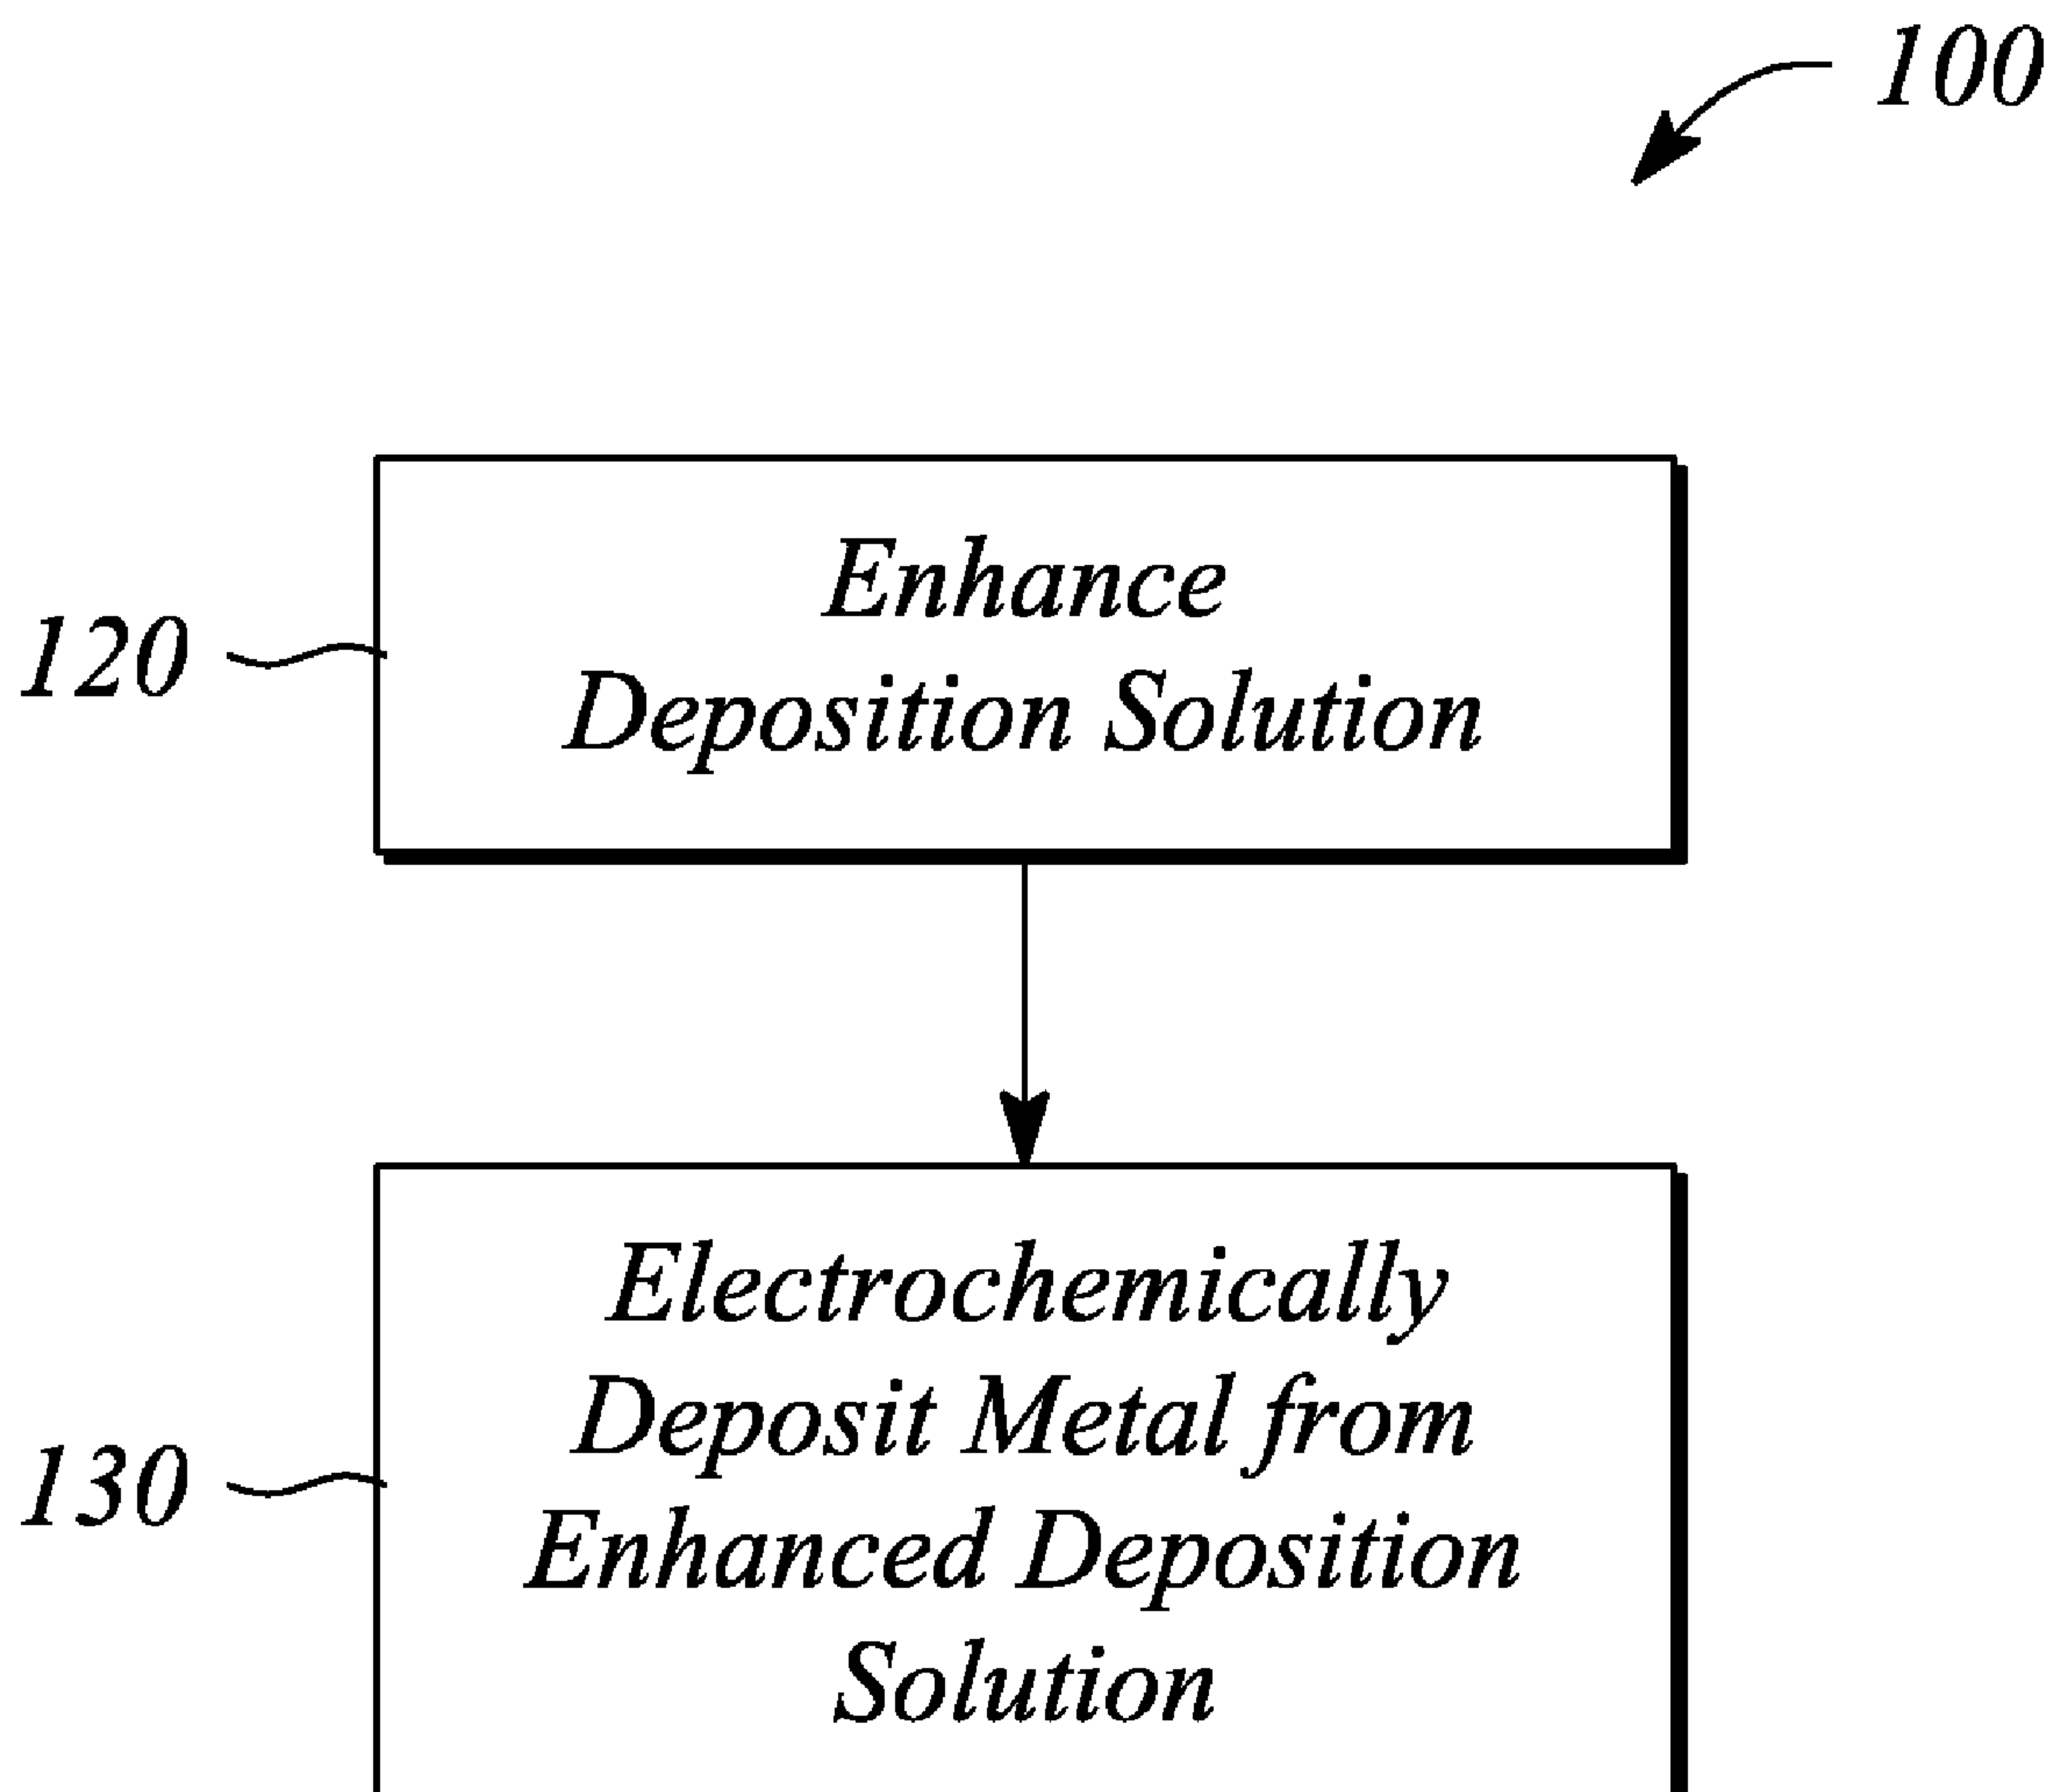 100
120
Enhance
Deposition Solution
130
Electrochemically
Deposit Metal from
Enhanced Deposition
Solution